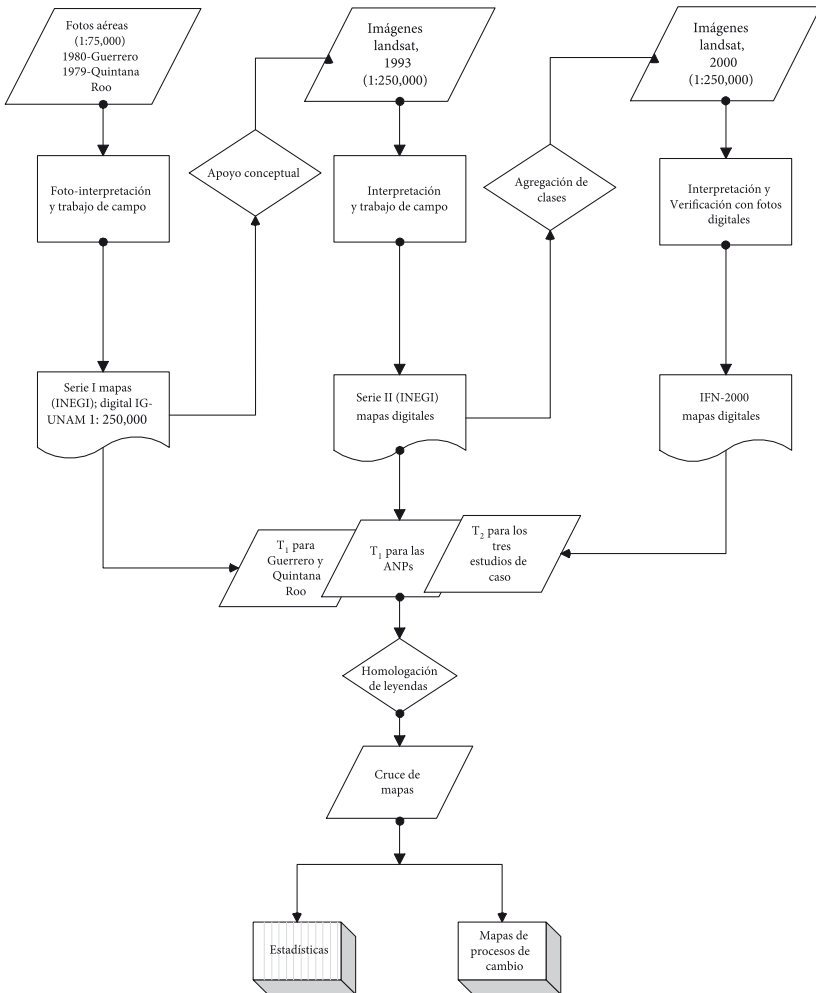 Fotos aéreas
(1:75,000)
1980-Guerrero
1979-Quintana
Roo
Imágenes
landsat,
1993
(1:250,000)
Imágenes
landsat,
2000
(1:250,000)
Foto-interpretación
y trabajo de campo
Apoyo conceptual
Interpretación
y trabajo de campo
Agregación de
clases
Interpretación y
Verificación con fotos
digitales
Serie I mapas
(INEGI); digital IG-
UNAM 1: 250,000
Serie II (INEGI)
mapas digitales
IFN-2000
mapas digitales
T1 para
Guerrero y
Quintana
Roo
T1 para las
ANPs
T2 para los
tres
estudios de
caso
Homologación
de leyendas
Cruce de
mapas
Estadísticas
Mapas de
procesos de
cambio